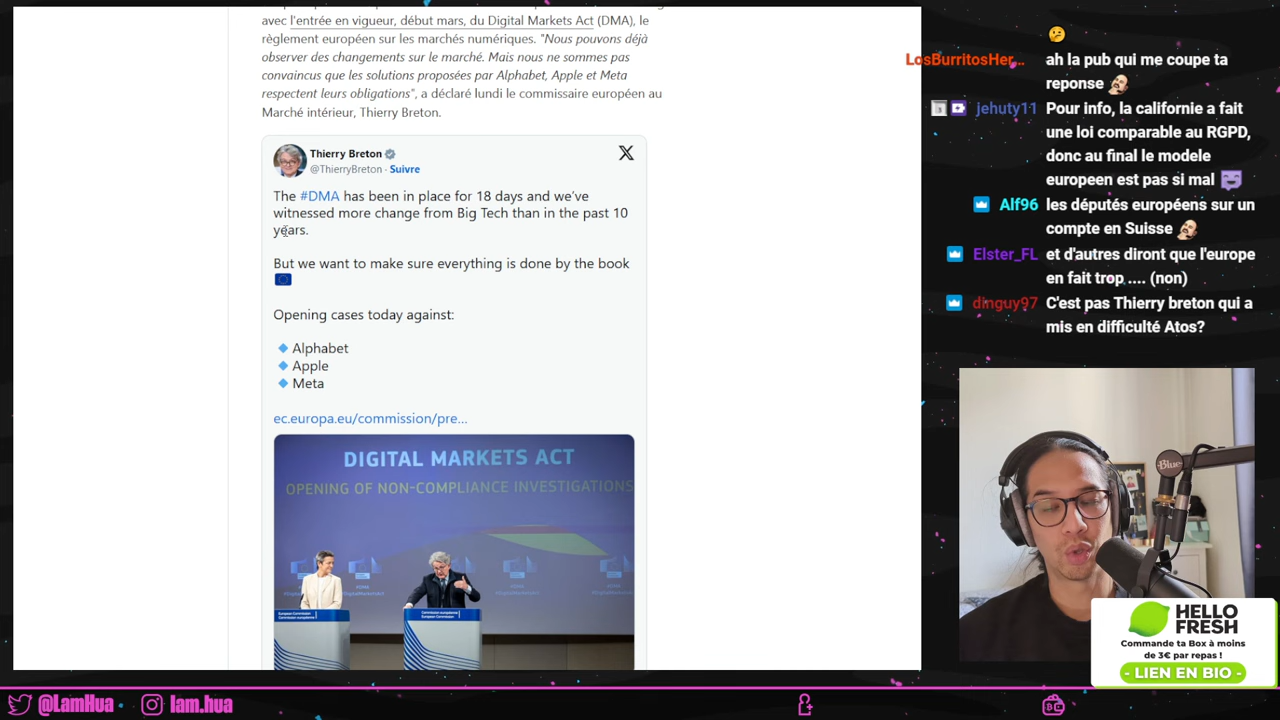 avec l'entrée en vigueur, début mars, du Digital Markets Act (DMA), le
règlement européen sur les marchés numériques. "Nous pouvons déjà
observer des changements sur le marché. Mais nous ne sommes pas
convaincus que les solutions proposées par Alphabet, Apple et Meta
respectent leurs obligations", a déclaré lundi le commissaire européen au
Marché intérieur, Thierry Breton.
Thierry Breton
@ThierryBreton · Suivre
The #DMA has been in place for 18 days and we've
witnessed more change from Big Tech than in the past 10
years.
But we want to make sure everything is done by the book
Opening cases today against:
Alphabet
Apple
Meta
ec.europa.eu/commission/pre...
DIGITAL MARKETS ACT
OPENING OF NON-COMPLIANCE INVESTIGATIONS
LosBurritosHer... ah la pub qui me coupe ta
reponse
jehuty11 Pour info, la californie a fait
une loi comparable au RGPD,
donc au final le modele
europeen est pas si mal
Alf96 les députés européens sur un
compte en Suisse
Elster_FL et d'autres diront que l'europe
en fait trop .... (non)
dinguy97 C'est pas Thierry breton qui a
mis en difficulté Atos?
Blue
HELLO
FRESH
Commande ta Box à moins
de 3€ par repas !
- LIEN EN BIO -
@LamHua lam.hua